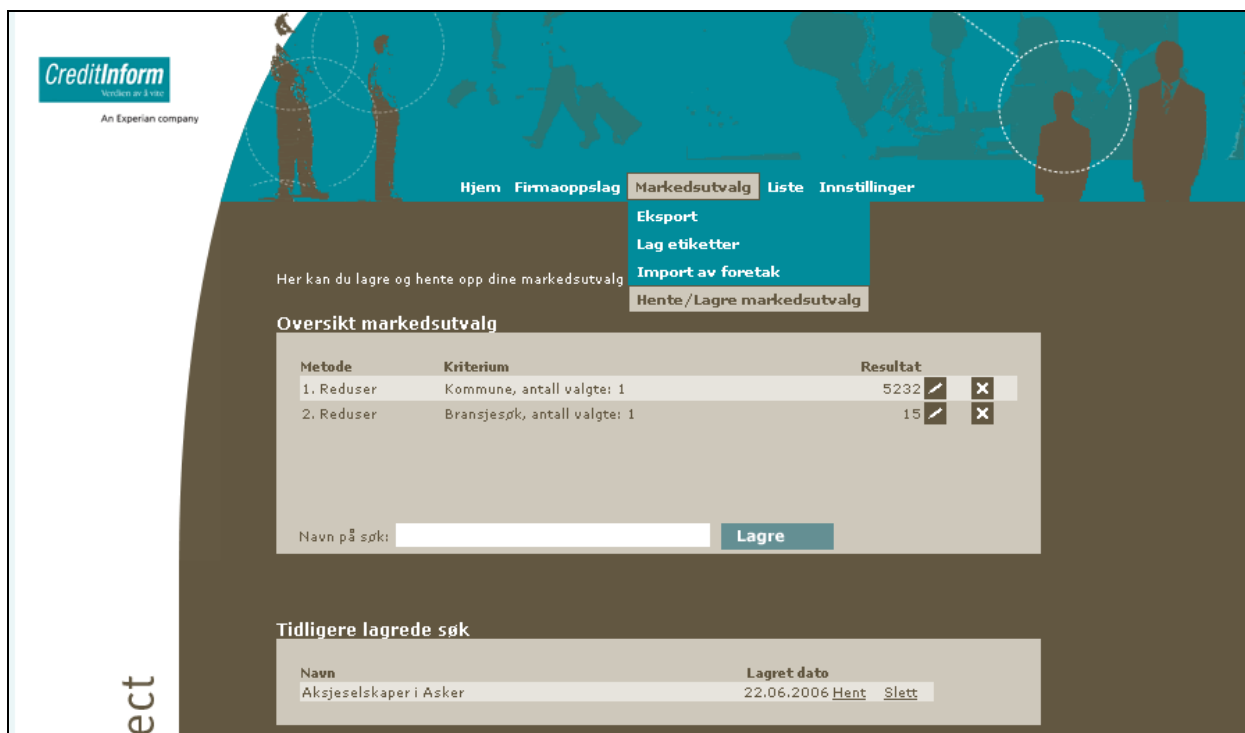 CreditInform
Verdien av å vite
An Experian company
Hjem Firmaoppslag Markedsutvalg Liste Innstillinger
Eksport
Lag etiketter
Import av foretak
Hente/Lagre markedsutvalg
Her kan du lagre og hente opp dine markedsutvalg
Oversikt markedsutvalg
Metode Kriterium Resultat
1. Reduser Kommune, antall valgte: 1 5232
2. Reduser Bransjesøk, antall valgte: 1 15
Navn på søk: Lagre
Tidligere lagrede søk
Navn Lagret dato
Aksjeselskaper i Asker 22.06.2006 Hent Slett
ect